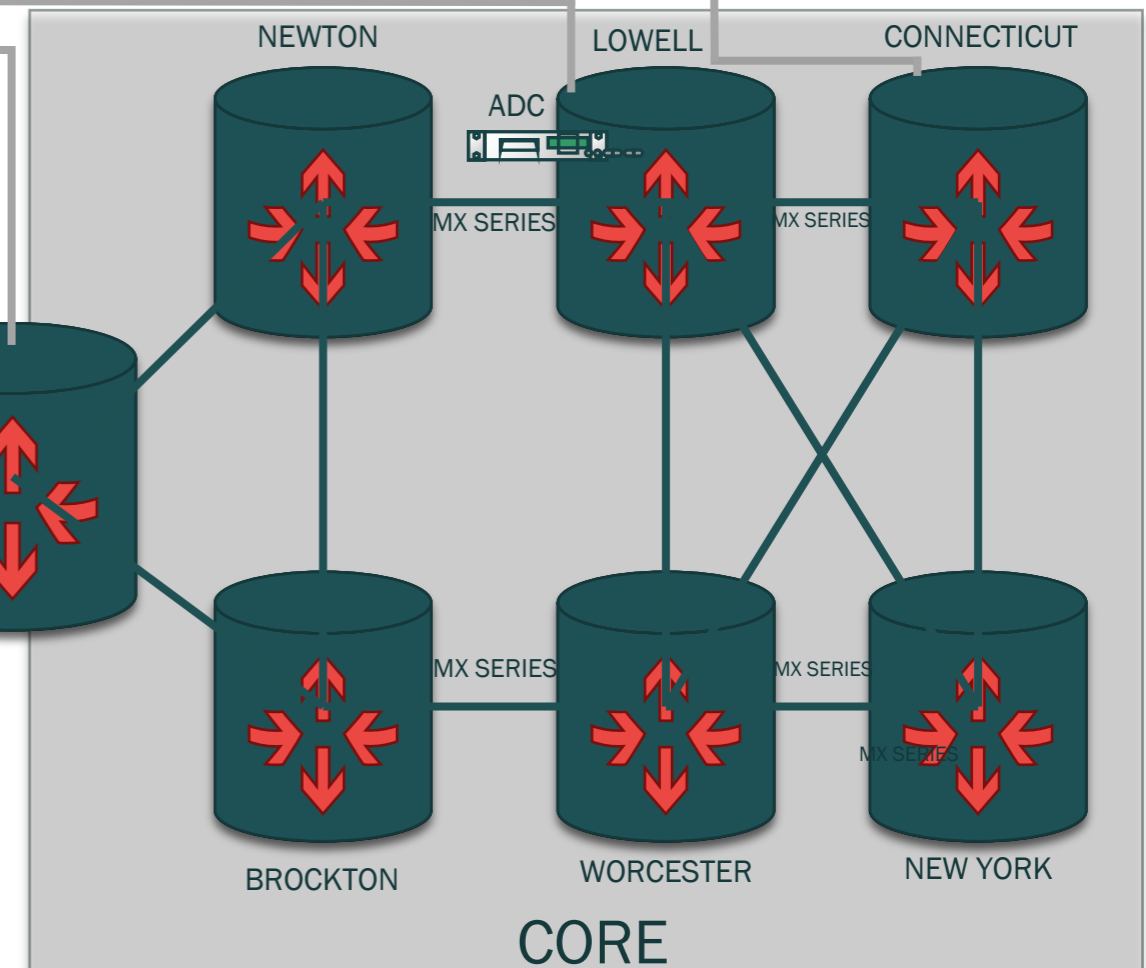 NEWTON
LOWELL
CONNECTICUT
ADC
MX SERIES
MX SERIES
MX SERIES
MX SERIES
MX SERIES
BROCKTON
WORCESTER
NEW YORK
CORE